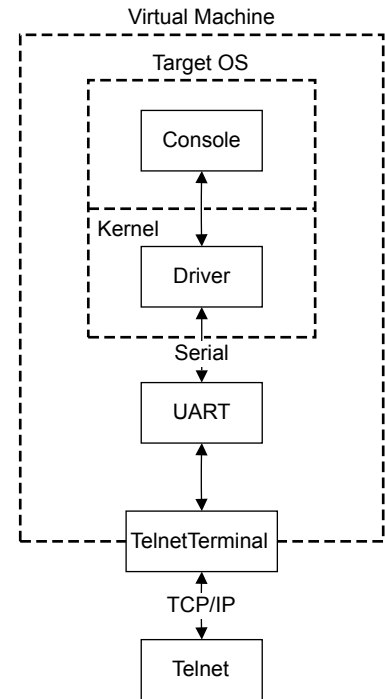 Virtual Machine
Target OS
Console
Kernel
Driver
Serial
UART
TelnetTerminal
TCP/IP
Telnet